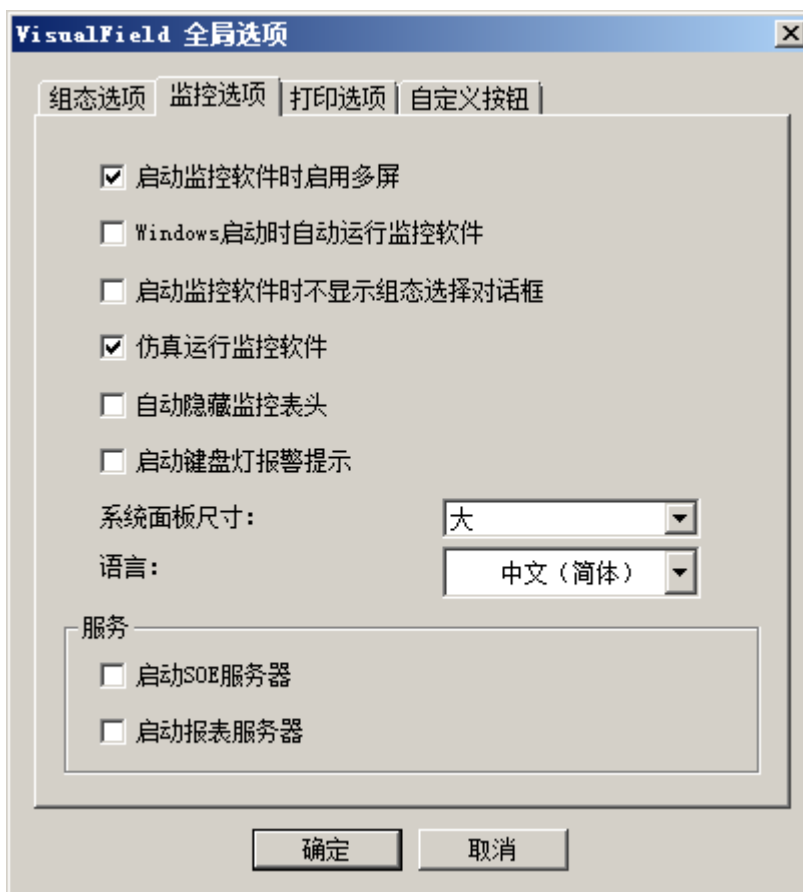 VisualField 全局选项
组态选项 监控选项 打印选项 自定义按钮
启动监控软件时启用多屏
Windows启动时自动运行监控软件
启动监控软件时不显示组态选择对话框
仿真运行监控软件
自动隐藏监控表头
启动键盘灯报警提示
系统面板尺寸: 大
语言: 中文（简体）
服务
启动SOE服务器
启动报表服务器
确定 取消